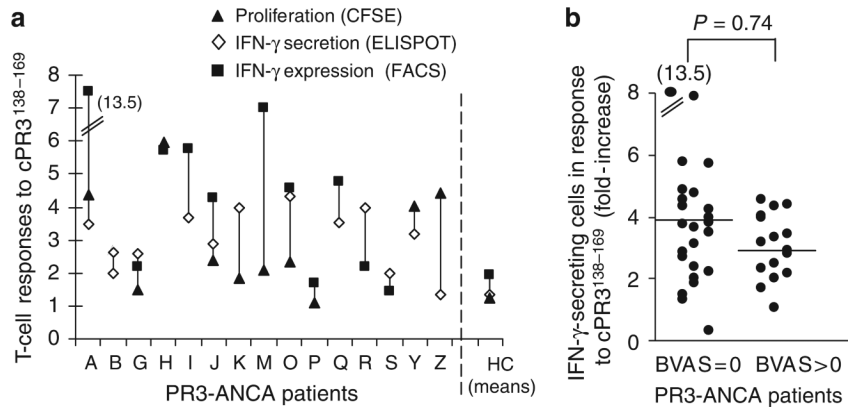 a
Proliferation (CFSE)
IFN-γ secretion (ELISPOT)
IFN-γ expression (FACS)
T-cell responses to cPR3138–169
8
7
6
5
4
3
2
1
0
(13.5)
A B G H I J K M O P Q R S Y Z
HC
(means)
PR3-ANCA patients
b
P = 0.74
(13.5)
IFN-γ-secreting cells in response
to cPR3138–169 (fold-increase)
8
6
4
2
0
BVAS=0 BVAS>0
PR3-ANCA patients